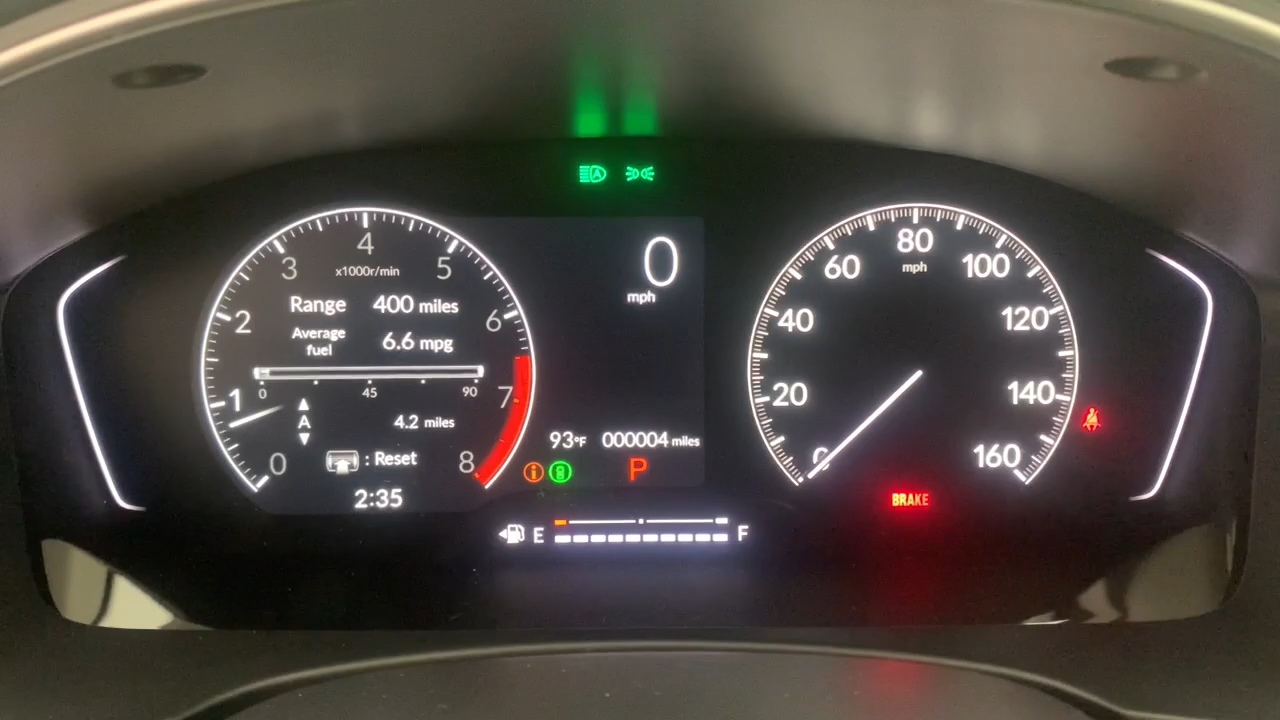 A
0
mph
0
1
2
3
4
5
6
7
8
x1000r/min
Range 400 miles
Average fuel 6.6 mpg
0 45 90
A 4.2 miles
: Reset
2:35
93°F 000004 miles
i
P
E F
0
20
40
60
80
100
120
140
160
mph
BRAKE